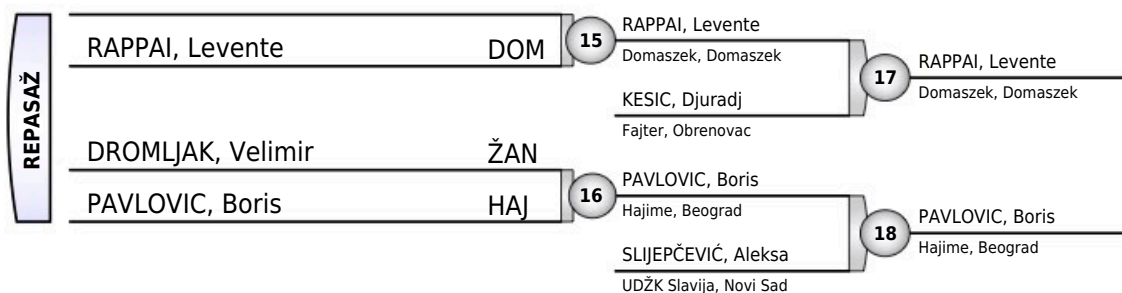 REPASAŽ
RAPPAI, Levente DOM
DROMLJAK, Velimir ŽAN
PAVLOVIC, Boris HAJ
15
16
RAPPAI, Levente
Domaszek, Domaszek
KESIC, Djuradj
Fajter, Obrenovac
PAVLOVIC, Boris
Hajime, Beograd
SLIJEPČEVIĆ, Aleksa
UDŽK Slavija, Novi Sad
17
18
RAPPAI, Levente
Domaszek, Domaszek
PAVLOVIC, Boris
Hajime, Beograd